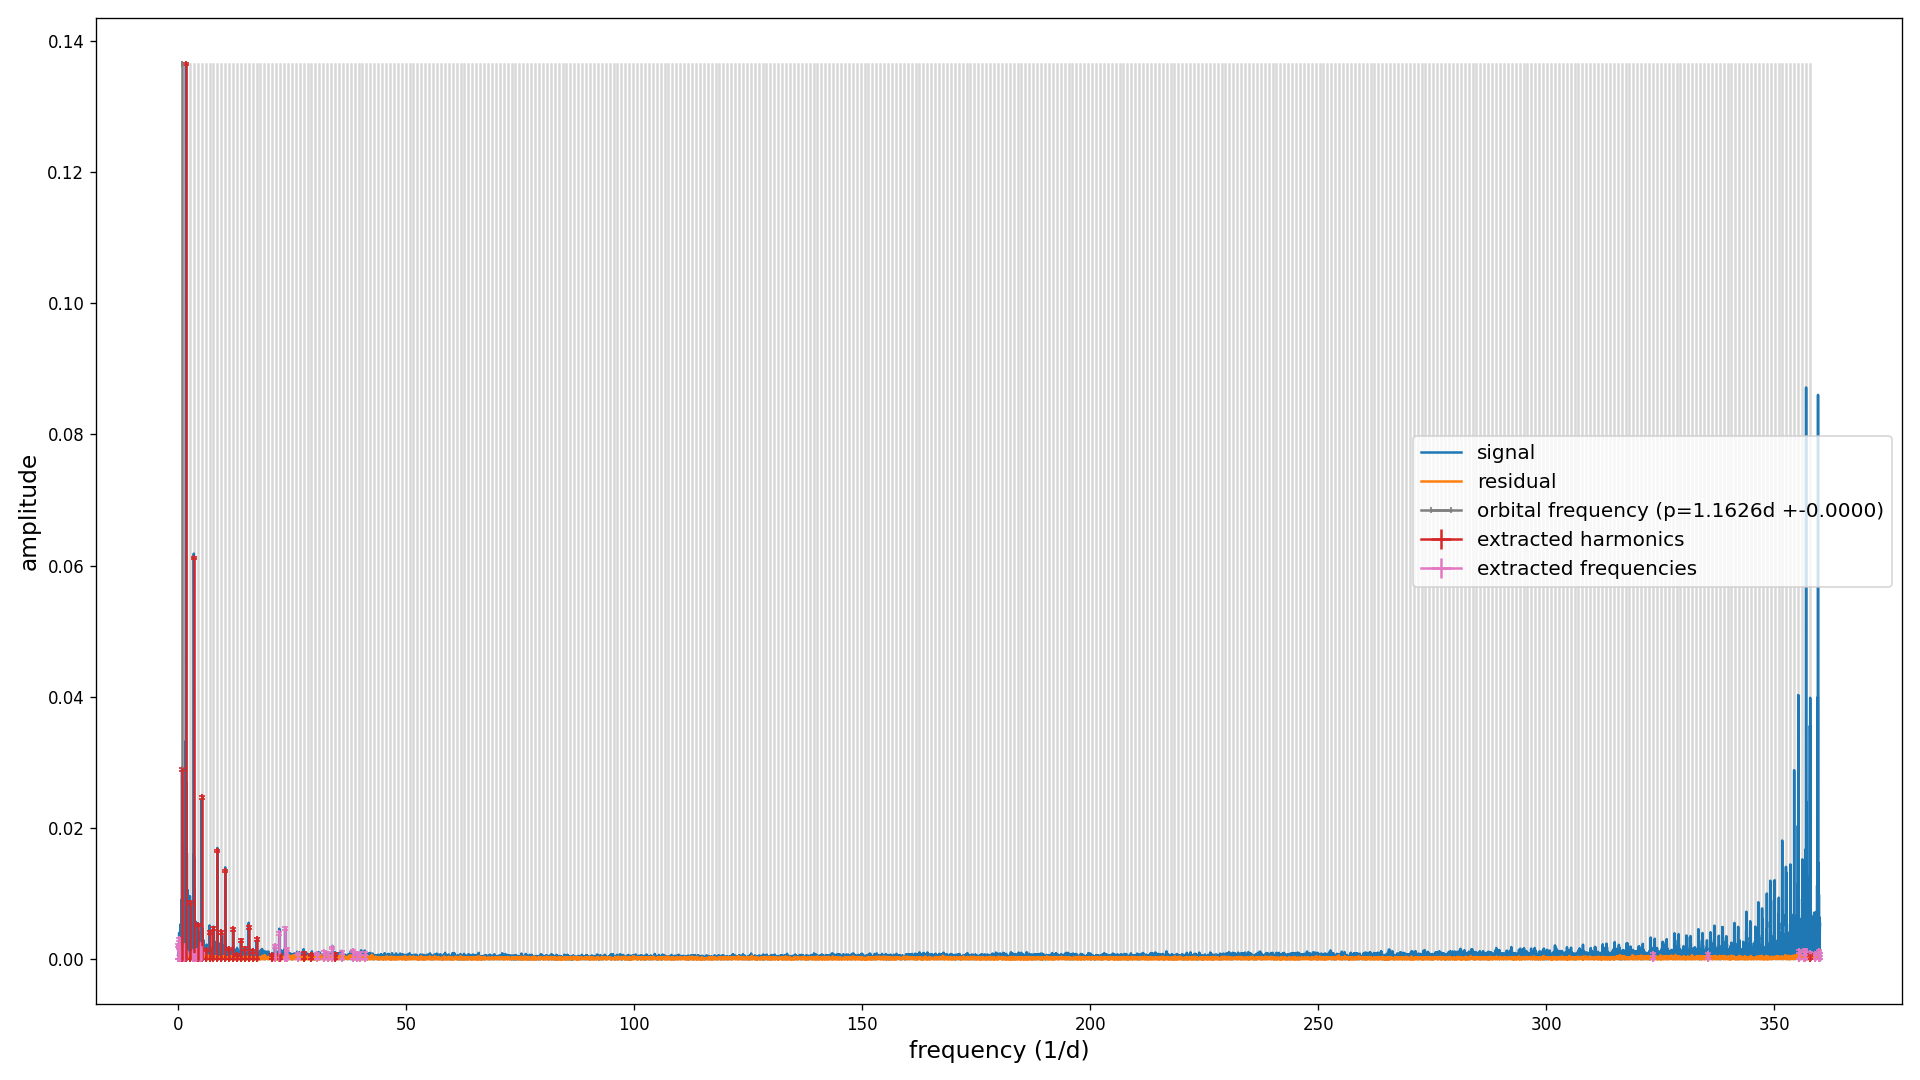 0.14
0.12
0.10
0.08
0.06
0.04
0.02
0.00
amplitude
signal
residual
orbital frequency (p=1.1626d +-0.0000)
extracted harmonics
extracted frequencies
0 50 100 150 200 250 300 350
frequency (1/d)